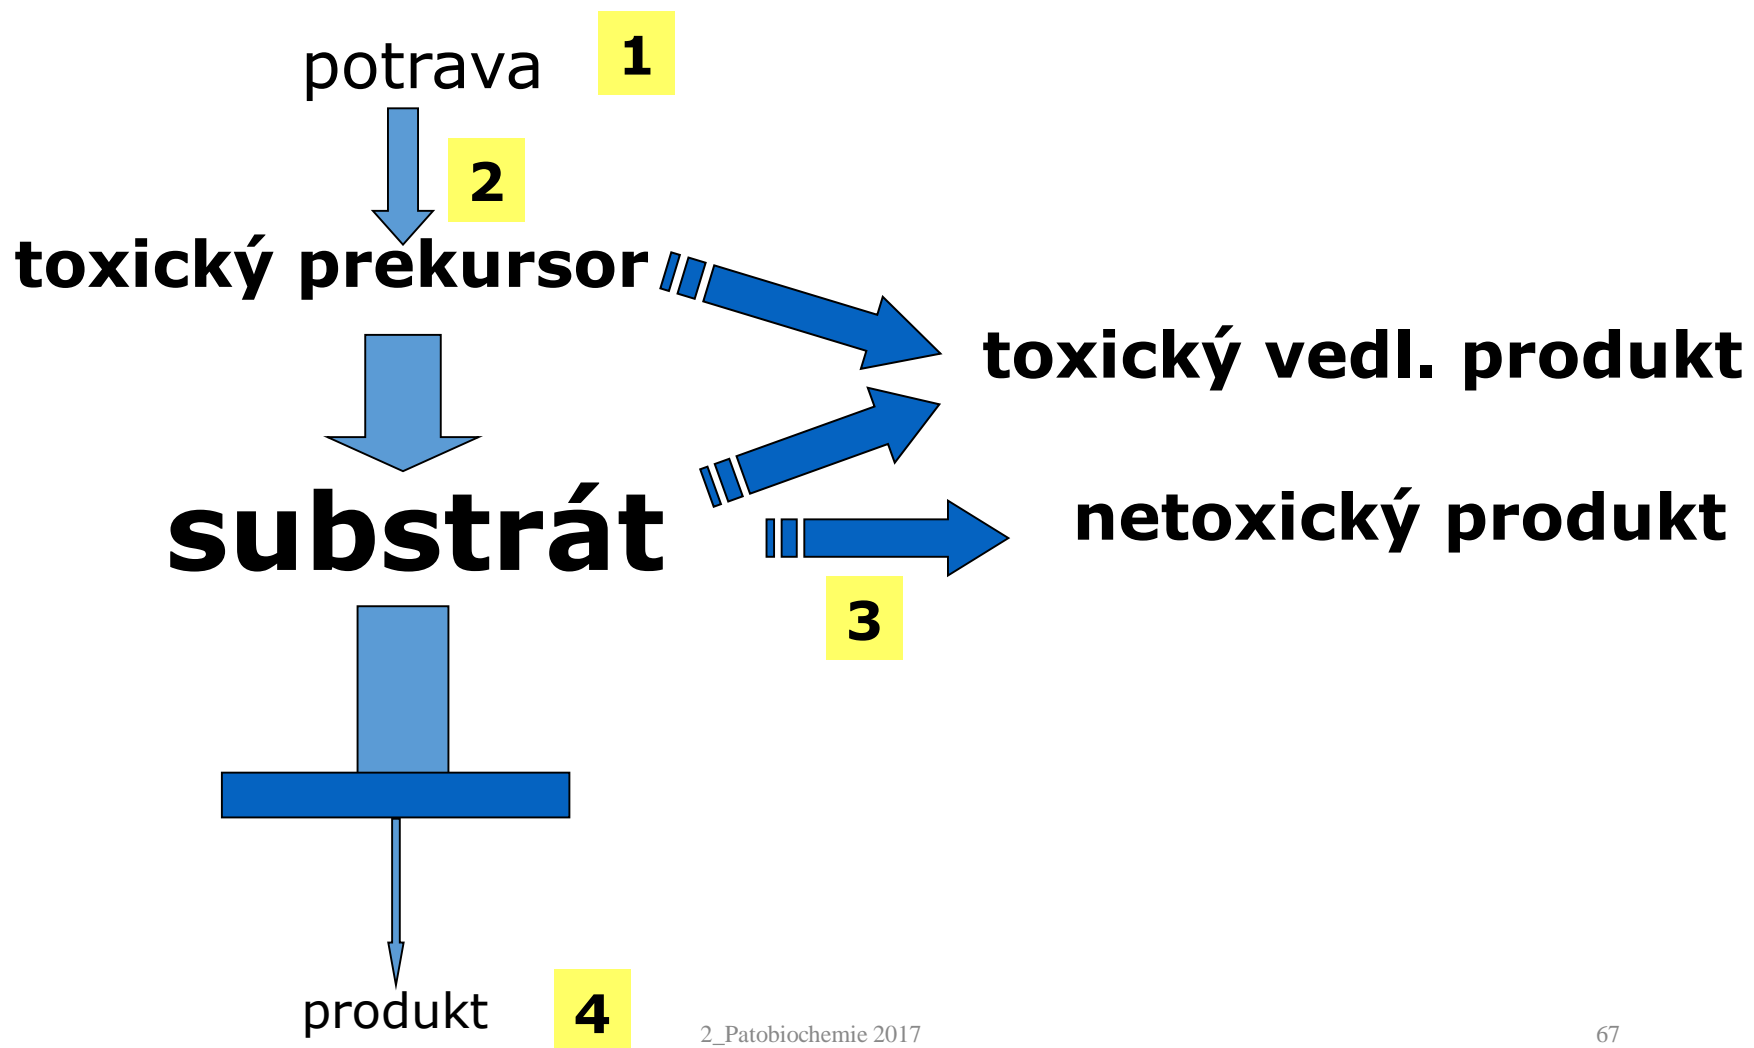 potrava
1
2
toxický prekursor
toxický vedl. produkt
substrát
netoxický produkt
3
produkt
4
2_Patobiochemie 2017
67